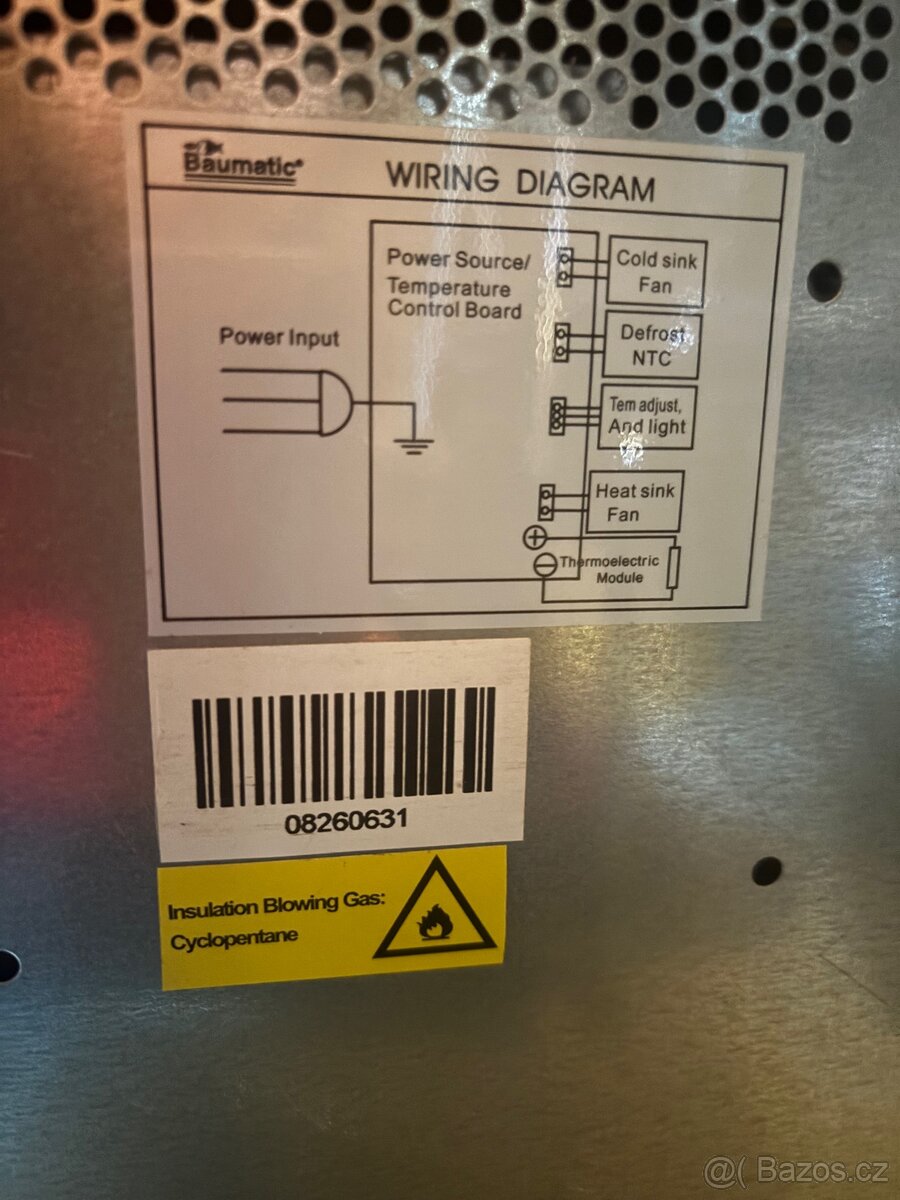 Baumatic®
WIRING DIAGRAM
Power Source/
Temperature
Control Board
Power Input
Cold sink
Fan
Defrost
NTC
Tem adjust,
And light
Heat sink
Fan
+
−
Thermoelectric
Module
08260631
Insulation Blowing Gas:
Cyclopentane
@( Bazos.cz